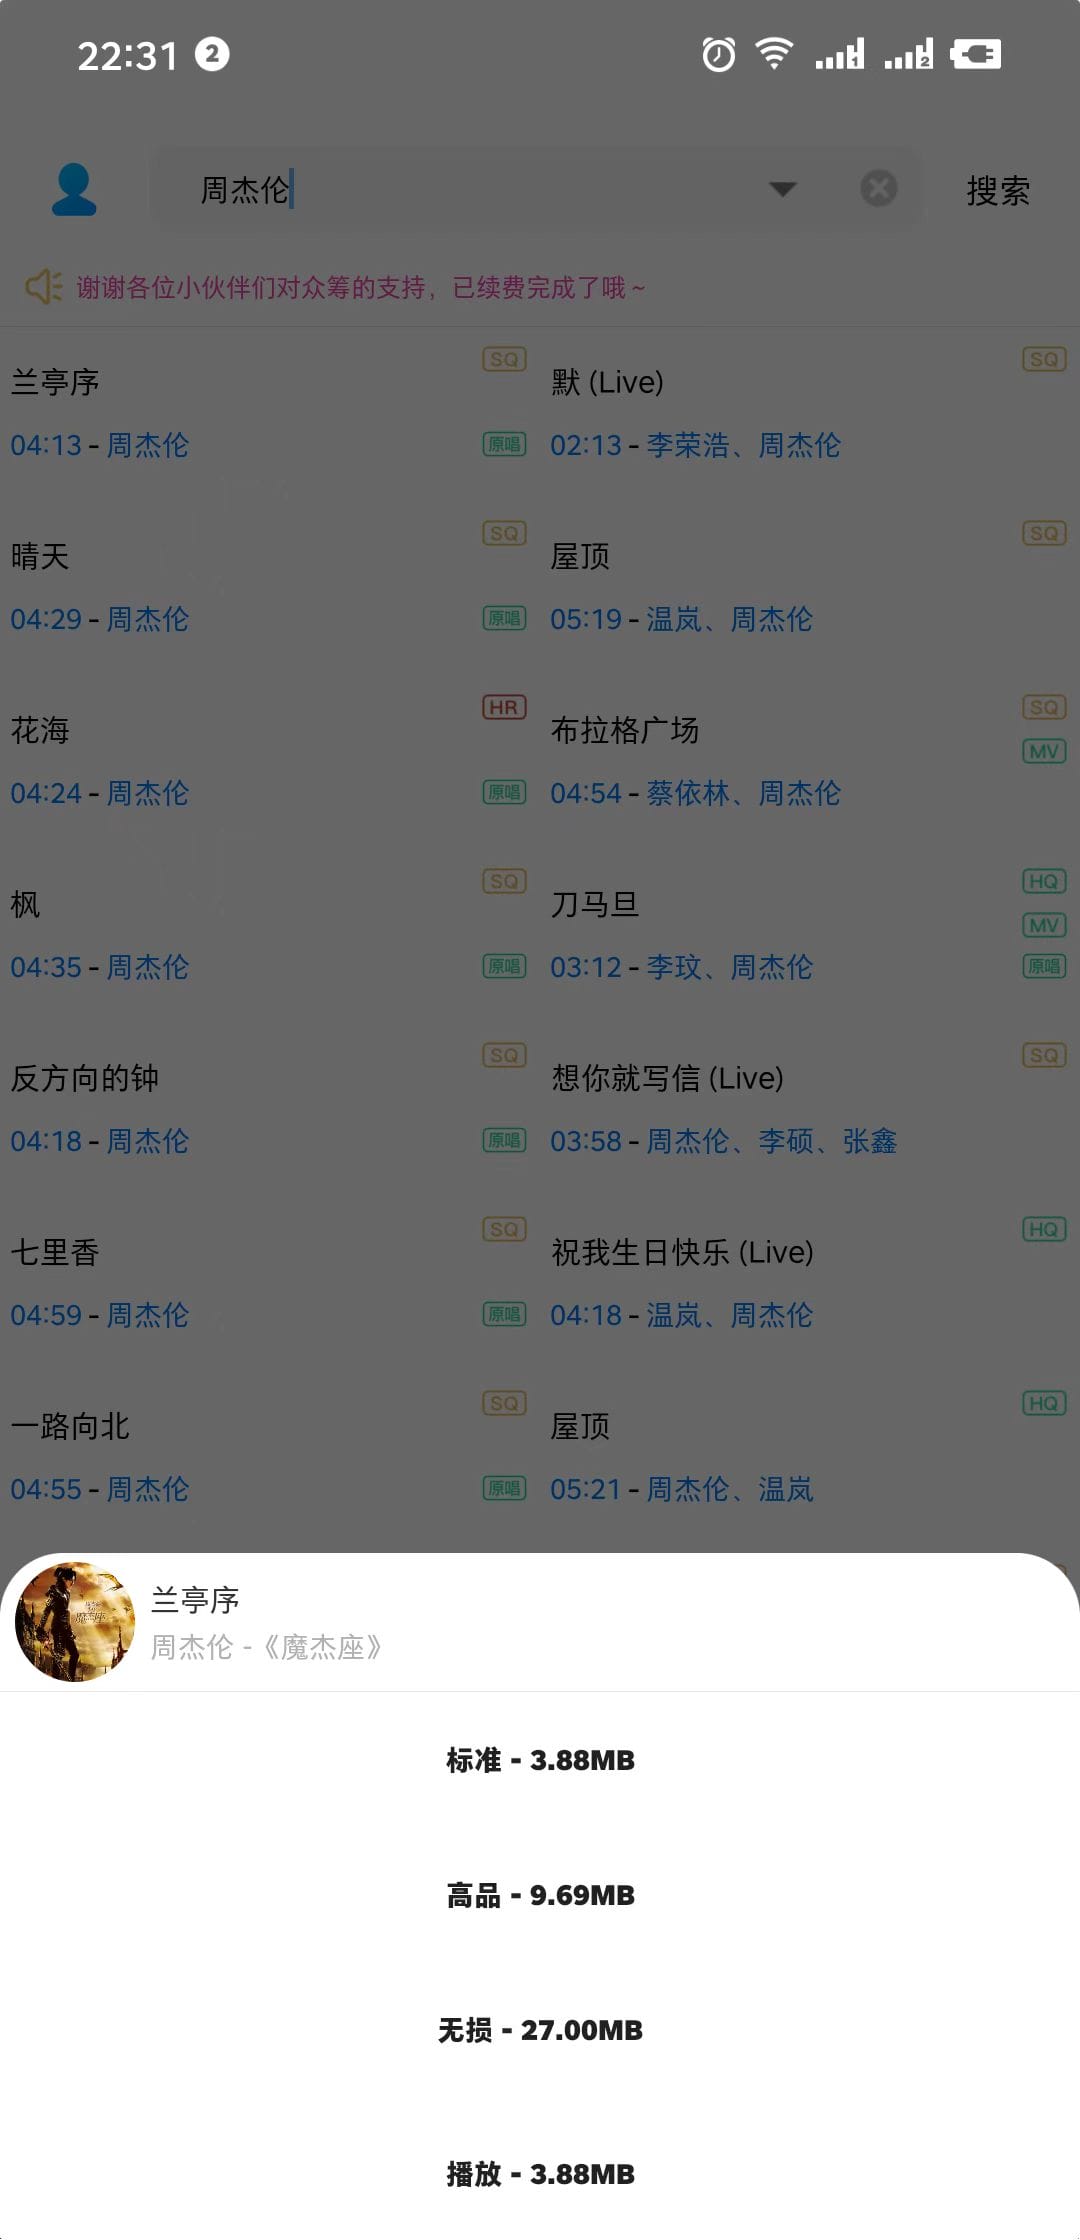 22:31 2
周杰伦 搜索
谢谢各位小伙伴们对众筹的支持，已续费完成了哦~
兰亭序 SQ
04:13 - 周杰伦 原唱
默 (Live) SQ
02:13 - 李荣浩、周杰伦
晴天 SQ
04:29 - 周杰伦 原唱
屋顶 SQ
05:19 - 温岚、周杰伦
花海 HR
04:24 - 周杰伦 原唱
布拉格广场 SQ
MV
04:54 - 蔡依林、周杰伦
枫 SQ
04:35 - 周杰伦 原唱
刀马旦 HQ
MV
03:12 - 李玟、周杰伦 原唱
反方向的钟 SQ
04:18 - 周杰伦 原唱
想你就写信 (Live) SQ
03:58 - 周杰伦、李硕、张鑫
七里香 SQ
04:59 - 周杰伦 原唱
祝我生日快乐 (Live) HQ
04:18 - 温岚、周杰伦
一路向北 SQ
04:55 - 周杰伦 原唱
屋顶 HQ
05:21 - 周杰伦、温岚
魔杰座
兰亭序
周杰伦 -《魔杰座》
标准 - 3.88MB
高品 - 9.69MB
无损 - 27.00MB
播放 - 3.88MB